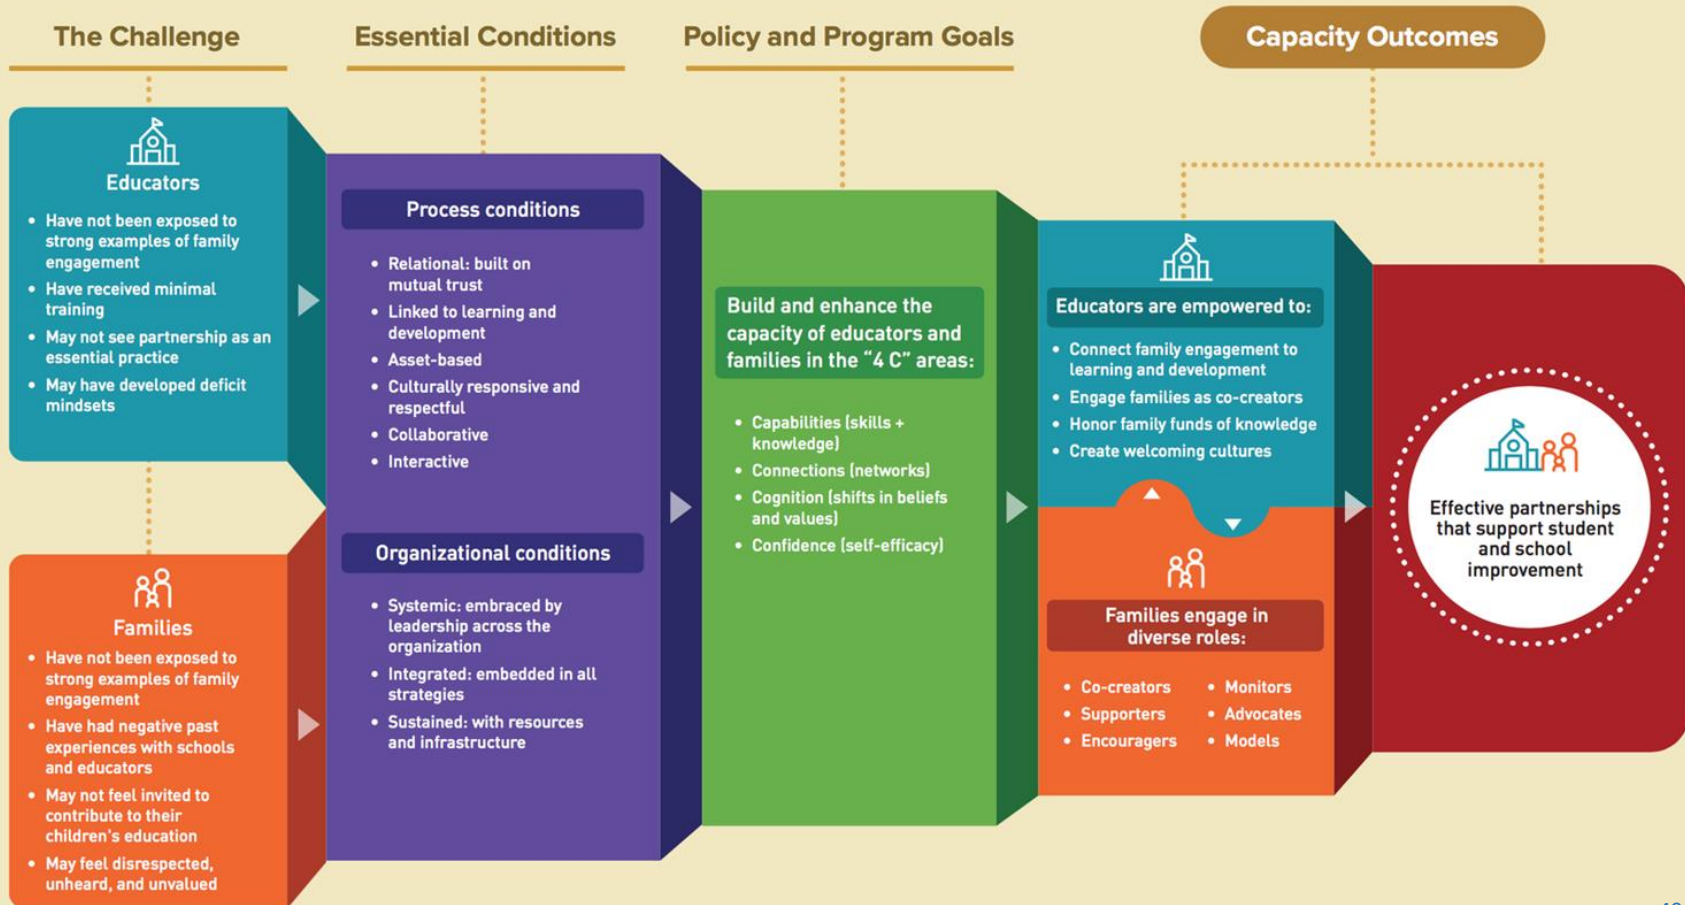 The Challenge
Essential Conditions
Policy and Program Goals
Capacity Outcomes
Educators
• Have not been exposed to
strong examples of family
engagement
• Have received minimal
training
• May not see partnership as an
essential practice
• May have developed deficit
mindsets
Families
• Have not been exposed to
strong examples of family
engagement
• Have had negative past
experiences with schools
and educators
• May not feel invited to
contribute to their
children's education
• May feel disrespected,
unheard, and unvalued
Process conditions
• Relational: built on
mutual trust
• Linked to learning and
development
• Asset-based
• Culturally responsive and
respectful
• Collaborative
• Interactive
Organizational conditions
• Systemic: embraced by
leadership across the
organization
• Integrated: embedded in all
strategies
• Sustained: with resources
and infrastructure
Build and enhance the
capacity of educators and
families in the “4 C” areas:
• Capabilities (skills +
knowledge)
• Connections (networks)
• Cognition (shifts in beliefs
and values)
• Confidence (self-efficacy)
Educators are empowered to:
• Connect family engagement to
learning and development
• Engage families as co-creators
• Honor family funds of knowledge
• Create welcoming cultures
Families engage in
diverse roles:
• Co-creators
• Supporters
• Encouragers
• Monitors
• Advocates
• Models
Effective partnerships
that support student
and school
improvement